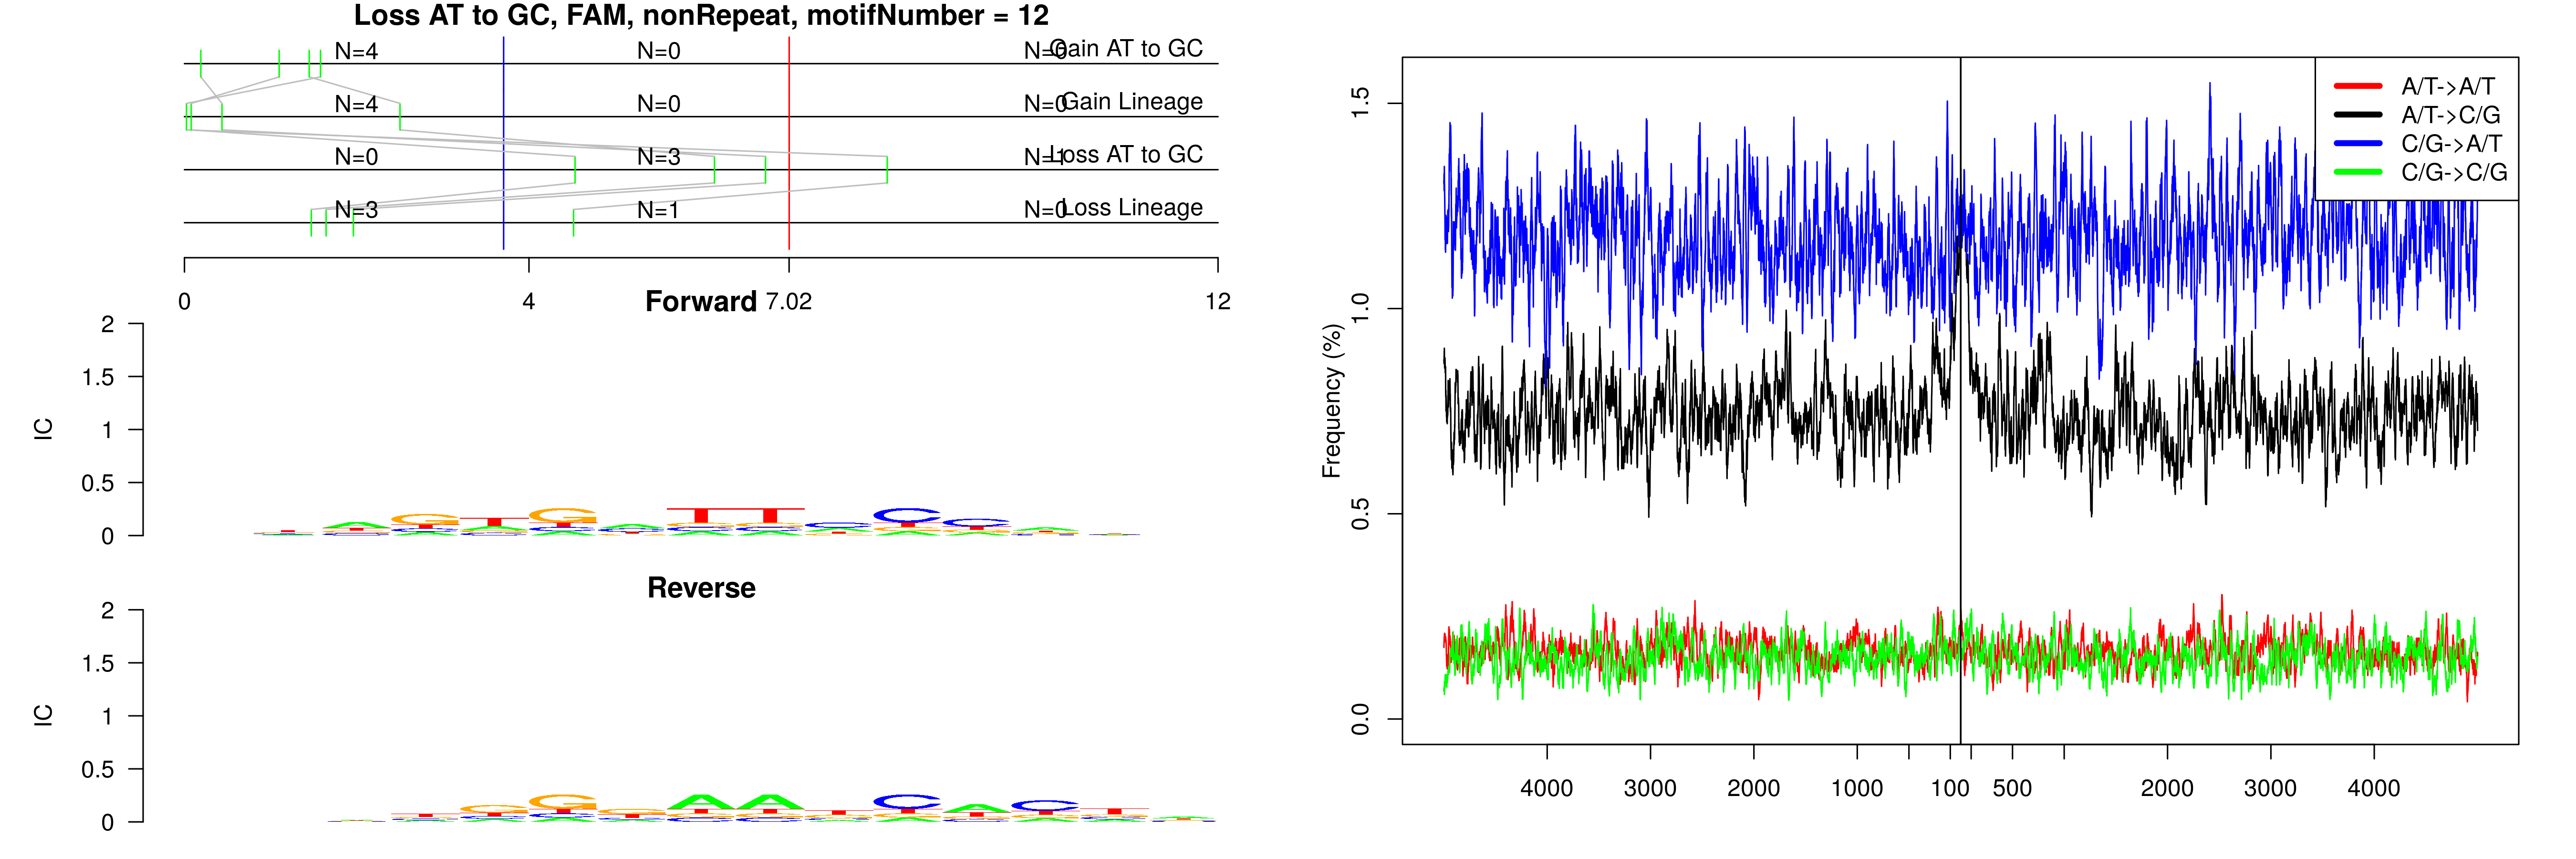 Loss AT to GC, FAM, nonRepeat, motifNumber = 12
N=4 N=0 N=0 Gain AT to GC
N=4 N=0 N=0 Gain Lineage
N=0 N=3 N=1 Loss AT to GC
N=3 N=1 N=0 Loss Lineage
0 4 7.02 12
Forward
2
1.5
1
0.5
0
IC
Reverse
2
1.5
1
0.5
0
IC
A/T->A/T
A/T->C/G
C/G->A/T
C/G->C/G
Frequency (%)
1.5
1.0
0.5
0.0
4000 3000 2000 1000 100 500 2000 3000 4000